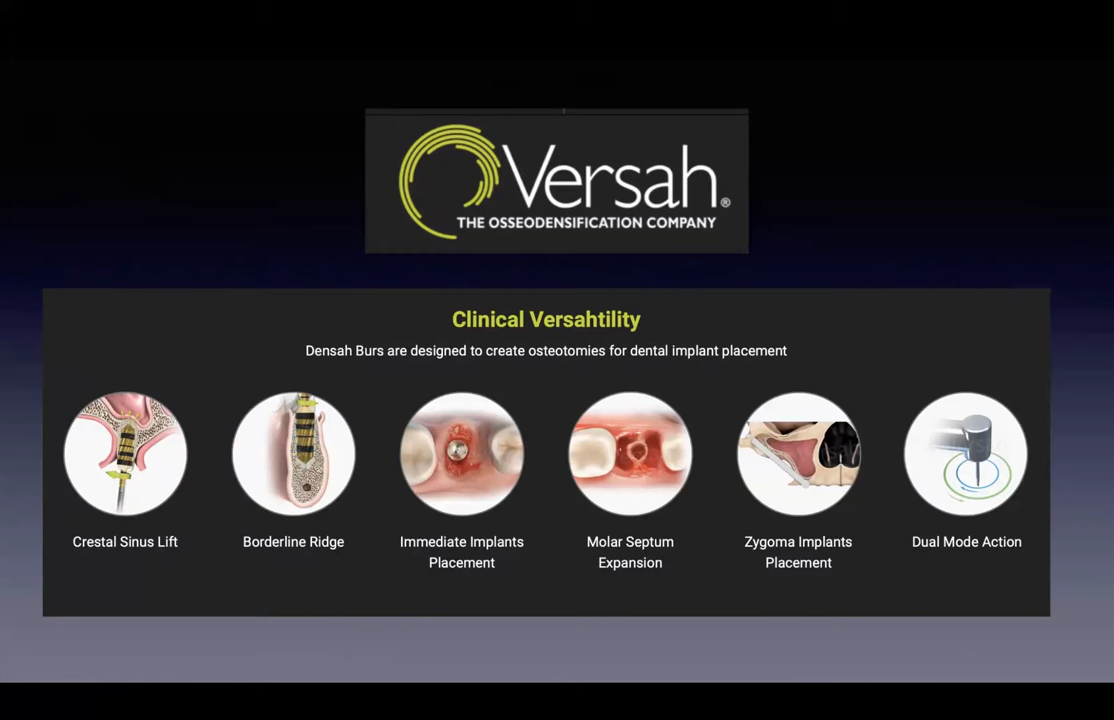 Versah®
THE OSSEODENSIFICATION COMPANY
Clinical Versahtility
Densah Burs are designed to create osteotomies for dental implant placement
Crestal Sinus Lift
Borderline Ridge
Immediate Implants
Placement
Molar Septum
Expansion
Zygoma Implants
Placement
Dual Mode Action